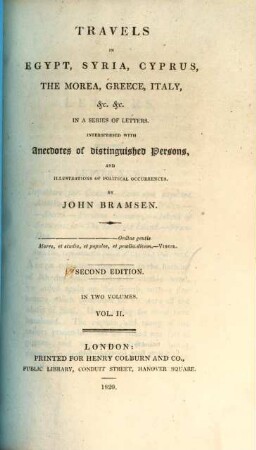 TRAVELS
IN
EGYPT, SYRIA, CYPRUS,
THE MOREA, GREECE, ITALY,
&c. &c.
IN A SERIES OF LETTERS.
INTERSPERSED WITH
Anecdotes of distinguished Persons,
AND
ILLUSTRATIONS OF POLITICAL OCCURRENCES.
BY
JOHN BRAMSEN.
Ordine gentis
Mores, et studia, et populos, et prælia dicam.—VIRGIL.
SECOND EDITION.
IN TWO VOLUMES.
VOL. II.
LONDON:
PRINTED FOR HENRY COLBURN AND CO.,
PUBLIC LIBRARY, CONDUIT STREET, HANOVER SQUARE.
1820.